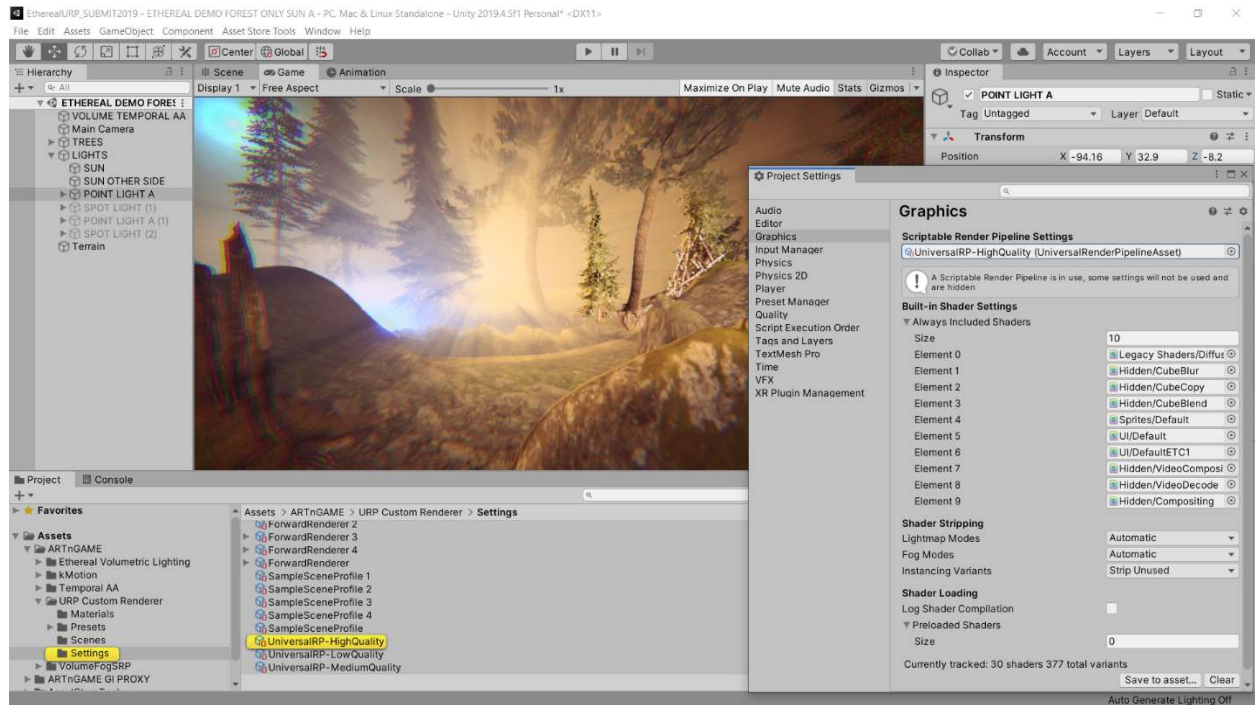 EtherealURP_SUBMIT2019 - ETHEREAL DEMO FOREST ONLY SUN A - PC, Mac & Linux Standalone - Unity 2019.4.5f1 Personal* <DX11>
File Edit Assets GameObject Component Asset Store Tools Window Help
Center Global Collab Account Layers Layout
Hierarchy Scene Game Animation Inspector
All Display 1 Free Aspect Scale 1x Maximize On Play Mute Audio Stats Gizmos POINT LIGHT A Static
ETHEREAL DEMO FORES
VOLUME TEMPORAL AA
Main Camera
TREES
LIGHTS
SUN
SUN OTHER SIDE
POINT LIGHT A
SPOT LIGHT (1)
POINT LIGHT A (1)
SPOT LIGHT (2)
Terrain
Tag Untagged Layer Default
Transform
Position X -94.16 Y 32.9 Z -8.2
Project Settings
Audio
Editor
Graphics
Input Manager
Physics
Physics 2D
Player
Preset Manager
Quality
Script Execution Order
Tags and Layers
TextMesh Pro
Time
VFX
XR Plugin Management
Graphics
Scriptable Render Pipeline Settings
UniversalRP-HighQuality (UniversalRenderPipelineAsset)
A Scriptable Render Pipeline is in use, some settings will not be used and
are hidden
Built-in Shader Settings
Always Included Shaders
Size 10
Element 0 Legacy Shaders/Diffus
Element 1 Hidden/CubeBlur
Element 2 Hidden/CubeCopy
Element 3 Hidden/CubeBlend
Element 4 Sprites/Default
Element 5 UI/Default
Element 6 UI/DefaultETC1
Element 7 Hidden/VideoComposi
Element 8 Hidden/VideoDecode
Element 9 Hidden/Compositing
Shader Stripping
Lightmap Modes Automatic
Fog Modes Automatic
Instancing Variants Strip Unused
Shader Loading
Log Shader Compilation
Preloaded Shaders
Size 0
Currently tracked: 30 shaders 377 total variants
Save to asset... Clear
Project Console
Favorites
Assets
ARTnGAME
Ethereal Volumetric Lighting
kMotion
Temporal AA
URP Custom Renderer
Materials
Presets
Scenes
Settings
VolumeFogSRP
ARTnGAME GI PROXY
Assets > ARTnGAME > URP Custom Renderer > Settings
ForwardRenderer 2
ForwardRenderer 3
ForwardRenderer 4
ForwardRenderer
SampleSceneProfile 1
SampleSceneProfile 2
SampleSceneProfile 3
SampleSceneProfile 4
SampleSceneProfile
UniversalRP-HighQuality
UniversalRP-LowQuality
UniversalRP-MediumQuality
Auto Generate Lighting Off